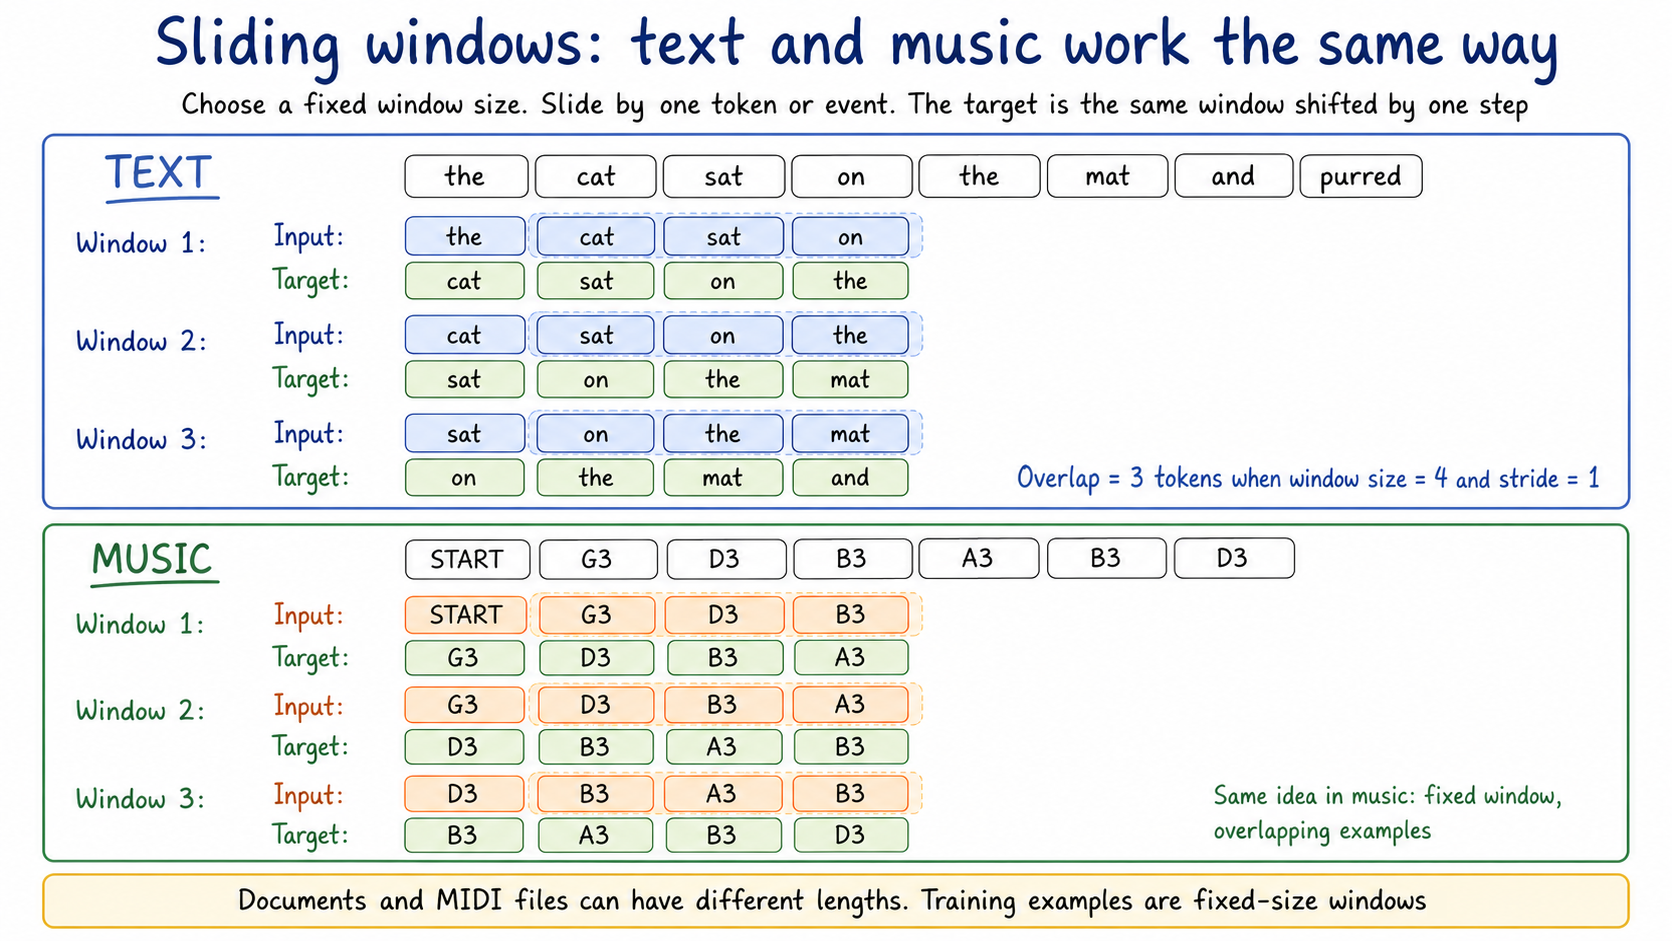 Sliding windows: text and music work the same way
Choose a fixed window size. Slide by one token or event. The target is the same window shifted by one step
TEXT the cat sat on the mat and purred
Window 1: Input: the cat sat on
Target: cat sat on the
Window 2: Input: cat sat on the
Target: sat on the mat
Window 3: Input: sat on the mat
Target: on the mat and
Overlap = 3 tokens when window size = 4 and stride = 1
MUSIC START G3 D3 B3 A3 B3 D3
Window 1: Input: START G3 D3 B3
Target: G3 D3 B3 A3
Window 2: Input: G3 D3 B3 A3
Target: D3 B3 A3 B3
Window 3: Input: D3 B3 A3 B3
Target: B3 A3 B3 D3
Same idea in music: fixed window,
overlapping examples
Documents and MIDI files can have different lengths. Training examples are fixed-size windows